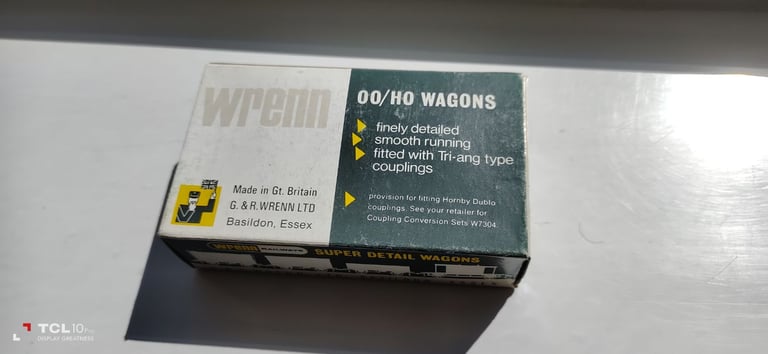 wrenn
OO/HO WAGONS
finely detailed
smooth running
fitted with Tri-ang type
couplings
Made in Gt. Britain
G. & R. WRENN LTD
Basildon, Essex
provision for fitting Hornby Dublo
couplings. See your retailer for
Coupling Conversion Sets W7304.
WRENN RAILWAYS SUPER DETAIL WAGONS
TCL 10 Pro
DISPLAY GREATNESS